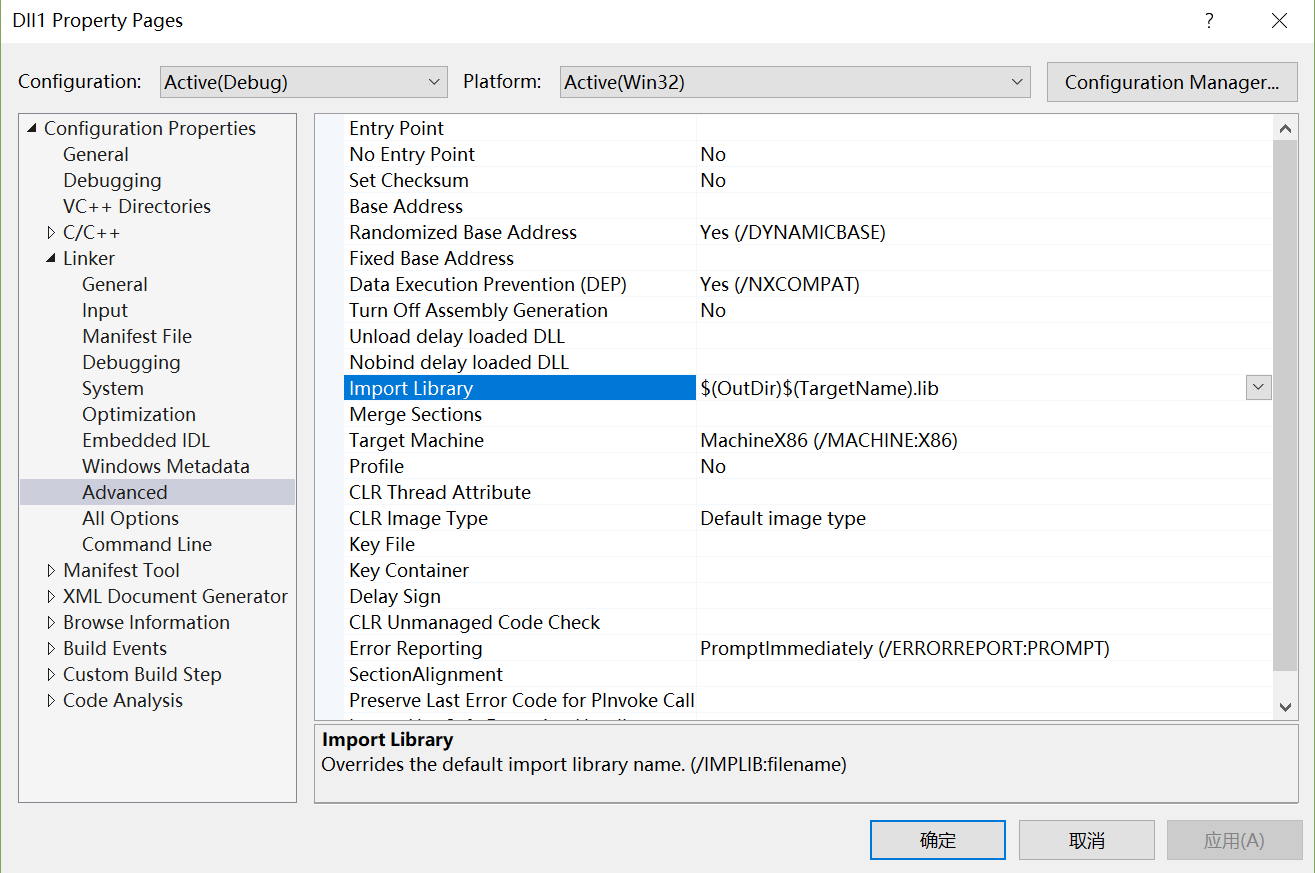 Dll1 Property Pages
?
Configuration: Active(Debug) Platform: Active(Win32) Configuration Manager...
Configuration Properties
General
Debugging
VC++ Directories
C/C++
Linker
General
Input
Manifest File
Debugging
System
Optimization
Embedded IDL
Windows Metadata
Advanced
All Options
Command Line
Manifest Tool
XML Document Generator
Browse Information
Build Events
Custom Build Step
Code Analysis
Entry Point
No Entry Point No
Set Checksum No
Base Address
Randomized Base Address Yes (/DYNAMICBASE)
Fixed Base Address
Data Execution Prevention (DEP) Yes (/NXCOMPAT)
Turn Off Assembly Generation No
Unload delay loaded DLL
Nobind delay loaded DLL
Import Library $(OutDir)$(TargetName).lib
Merge Sections
Target Machine MachineX86 (/MACHINE:X86)
Profile No
CLR Thread Attribute
CLR Image Type Default image type
Key File
Key Container
Delay Sign
CLR Unmanaged Code Check
Error Reporting PromptImmediately (/ERRORREPORT:PROMPT)
SectionAlignment
Preserve Last Error Code for PInvoke Call
Import Library
Overrides the default import library name. (/IMPLIB:filename)
确定 取消 应用(A)